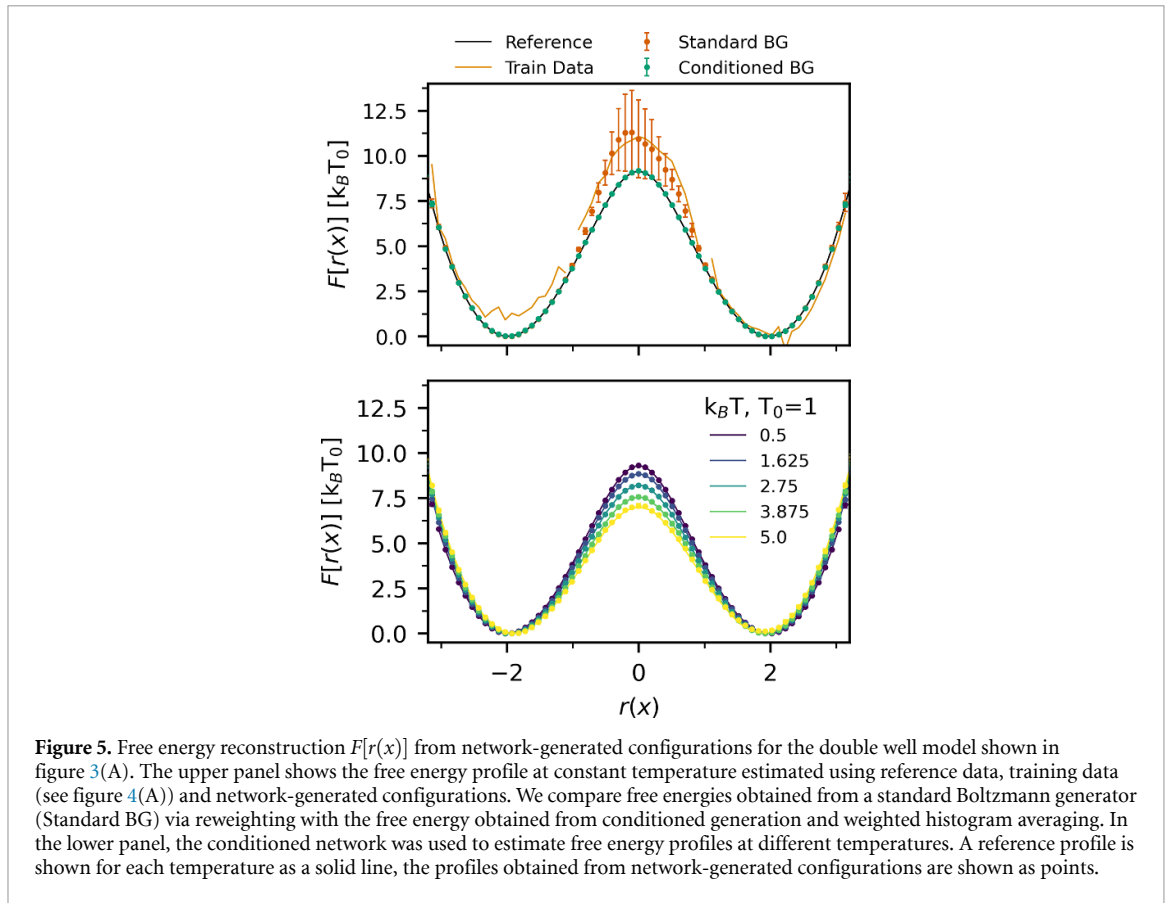 Reference
Train Data
Standard BG
Conditioned BG
12.5
10.0
7.5
5.0
2.5
0.0
F[r(x)] [k_BT_0]
12.5
10.0
7.5
5.0
2.5
0.0
F[r(x)] [k_BT_0]
k_BT, T_0=1
0.5
1.625
2.75
3.875
5.0
−2 0 2
r(x)
Figure 5. Free energy reconstruction F[r(x)] from network-generated configurations for the double well model shown in
figure 3(A). The upper panel shows the free energy profile at constant temperature estimated using reference data, training data
(see figure 4(A)) and network-generated configurations. We compare free energies obtained from a standard Boltzmann generator
(Standard BG) via reweighting with the free energy obtained from conditioned generation and weighted histogram averaging. In
the lower panel, the conditioned network was used to estimate free energy profiles at different temperatures. A reference profile is
shown for each temperature as a solid line, the profiles obtained from network-generated configurations are shown as points.